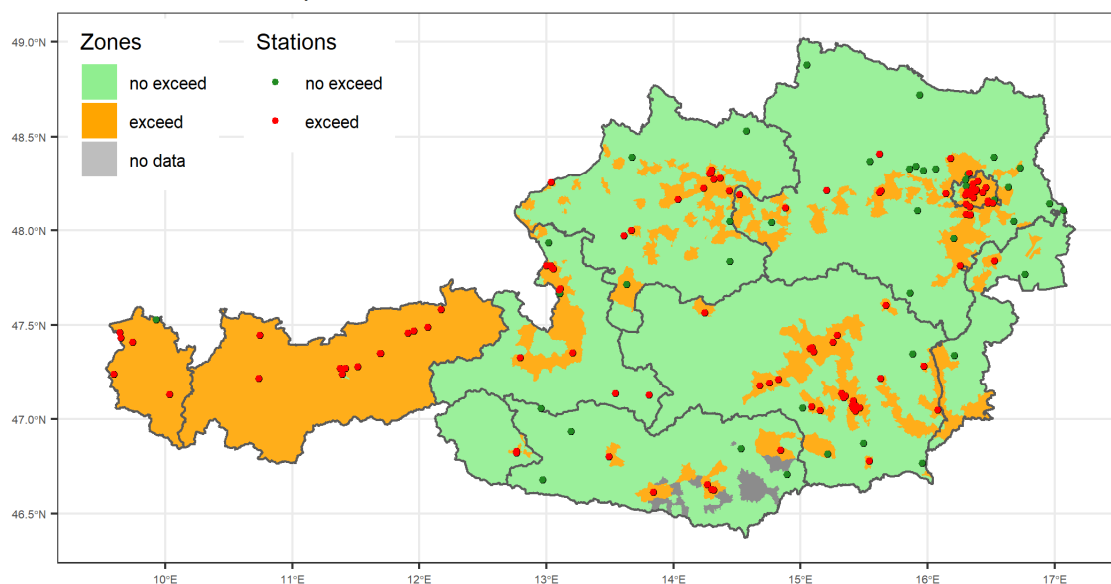 Zones
no exceed
exceed
no data
Stations
no exceed
exceed
49.0°N
48.5°N
48.0°N
47.5°N
47.0°N
46.5°N
10°E 11°E 12°E 13°E 14°E 15°E 16°E 17°E